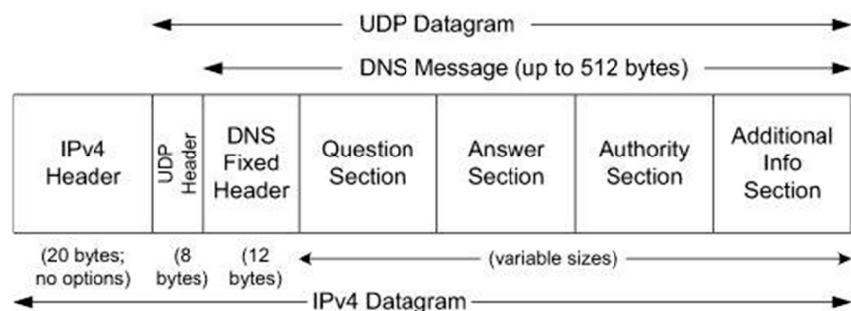 UDP Datagram
DNS Message (up to 512 bytes)
IPv4
Header
UDP
Header
DNS
Fixed
Header
Question
Section
Answer
Section
Authority
Section
Additional
Info
Section
(20 bytes;
no options)
(8
bytes)
(12
bytes)
(variable sizes)
IPv4 Datagram